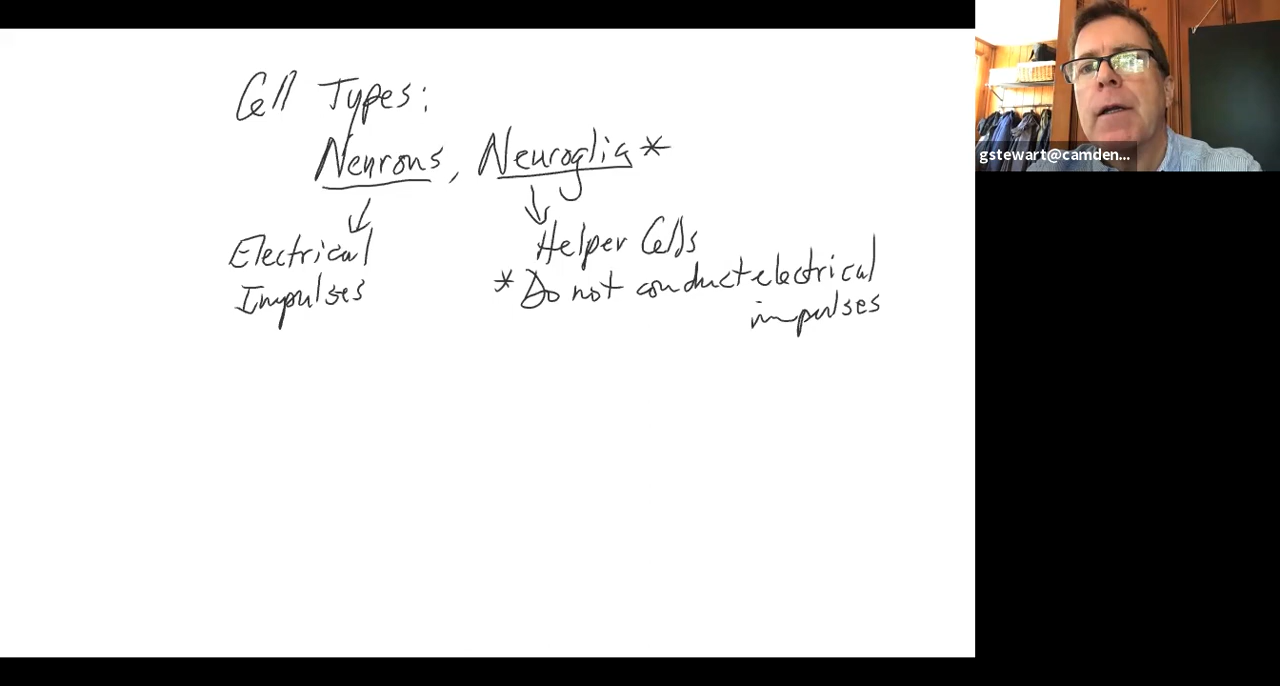 Cell Types:
Neurons, Neuroglia *
Electrical
Impulses
Helper Cells
* Do not conduct electrical
impulses
gstewart@camden...